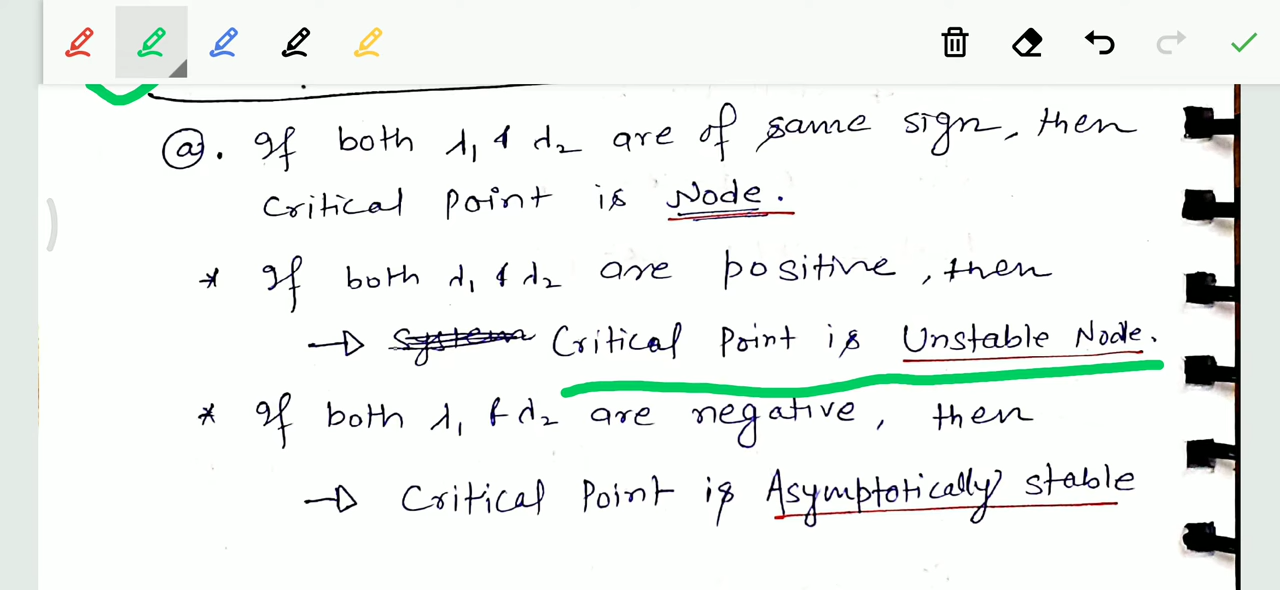 (a). If both λ1 & λ2 are of same sign, then
Critical Point is Node.
* If both λ1 & λ2 are positive, then
→ System Critical Point is Unstable Node.
* If both λ1 & λ2 are negative, then
→ Critical Point is Asymptotically stable